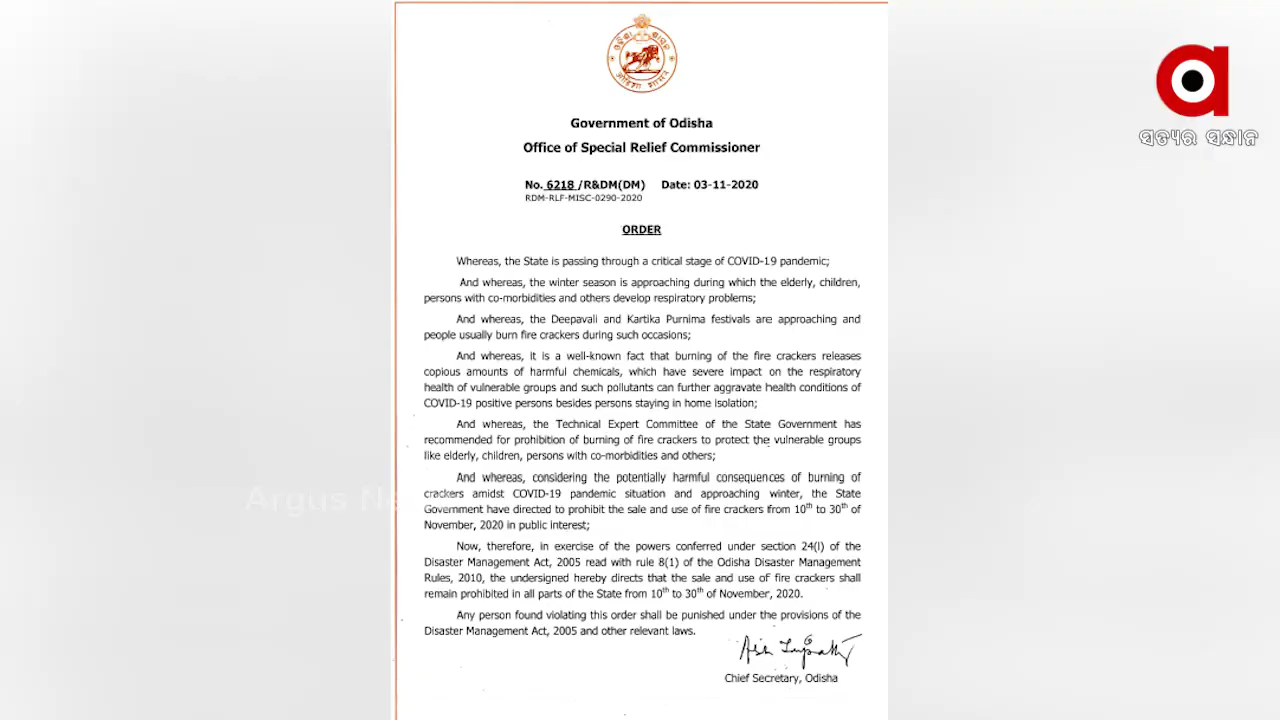 ଓଡ଼ିଶା ଶାସନ
ओड़िशा शासन
ସତ୍ୟର ସନ୍ଧାନ
Government of Odisha
Office of Special Relief Commissioner
No. 6218 /R&DM(DM) Date: 03-11-2020
RDM-RLF-MISC-0290-2020
ORDER
Whereas, the State is passing through a critical stage of COVID-19 pandemic;
And whereas, the winter season is approaching during which the elderly, children,
persons with co-morbidities and others develop respiratory problems;
And whereas, the Deepavali and Kartika Purnima festivals are approaching and
people usually burn fire crackers during such occasions;
And whereas, it is a well-known fact that burning of the fire crackers releases
copious amounts of harmful chemicals, which have severe impact on the respiratory
health of vulnerable groups and such pollutants can further aggravate health conditions of
COVID-19 positive persons besides persons staying in home isolation;
And whereas, the Technical Expert Committee of the State Government has
recommended for prohibition of burning of fire crackers to protect the vulnerable groups
like elderly, children, persons with co-morbidities and others;
And whereas, considering the potentially harmful consequences of burning of
crackers amidst COVID-19 pandemic situation and approaching winter, the State
Argus Ne
Government have directed to prohibit the sale and use of fire crackers from 10th to 30th of
November, 2020 in public interest;
Now, therefore, in exercise of the powers conferred under section 24(l) of the
Disaster Management Act, 2005 read with rule 8(1) of the Odisha Disaster Management
Rules, 2010, the undersigned hereby directs that the sale and use of fire crackers shall
remain prohibited in all parts of the State from 10th to 30th of November, 2020.
Any person found violating this order shall be punished under the provisions of the
Disaster Management Act, 2005 and other relevant laws.
Chief Secretary, Odisha